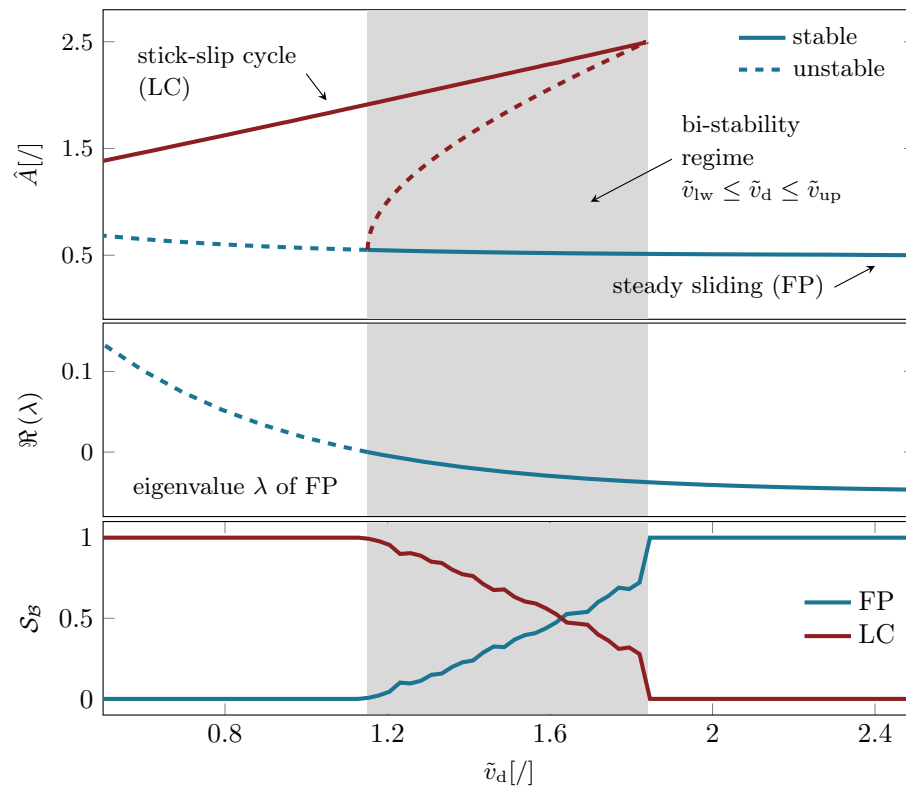 2.5
1.5
0.5
Â[/]
stick-slip cycle
(LC)
stable
unstable
bi-stability
regime
ṽ_lw ≤ ṽ_d ≤ ṽ_up
steady sliding (FP)
0.1
0
ℜ(λ)
eigenvalue λ of FP
1
0.5
0
𝒮_ℬ
FP
LC
0.8
1.2
1.6
2
2.4
ṽ_d[/]